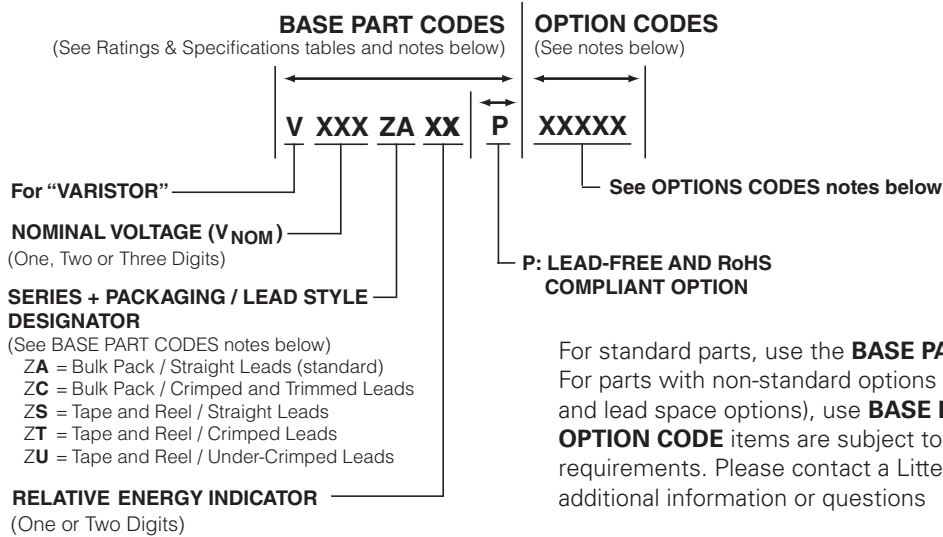 BASE PART CODES OPTION CODES
(See Ratings & Specifications tables and notes below) (See notes below)
V XXX ZA XX P XXXXX
For “VARISTOR”
See OPTIONS CODES notes below
NOMINAL VOLTAGE (VNOM)
(One, Two or Three Digits)
P: LEAD-FREE AND RoHS
COMPLIANT OPTION
SERIES + PACKAGING / LEAD STYLE
DESIGNATOR
(See BASE PART CODES notes below)
ZA = Bulk Pack / Straight Leads (standard)
ZC = Bulk Pack / Crimped and Trimmed Leads
ZS = Tape and Reel / Straight Leads
ZT = Tape and Reel / Crimped Leads
ZU = Tape and Reel / Under-Crimped Leads
RELATIVE ENERGY INDICATOR
(One or Two Digits)
For standard parts, use the BASE
For parts with non-standard options
and lead space options), use BASE
OPTION CODE items are subject to
requirements. Please contact a
additional information or questions